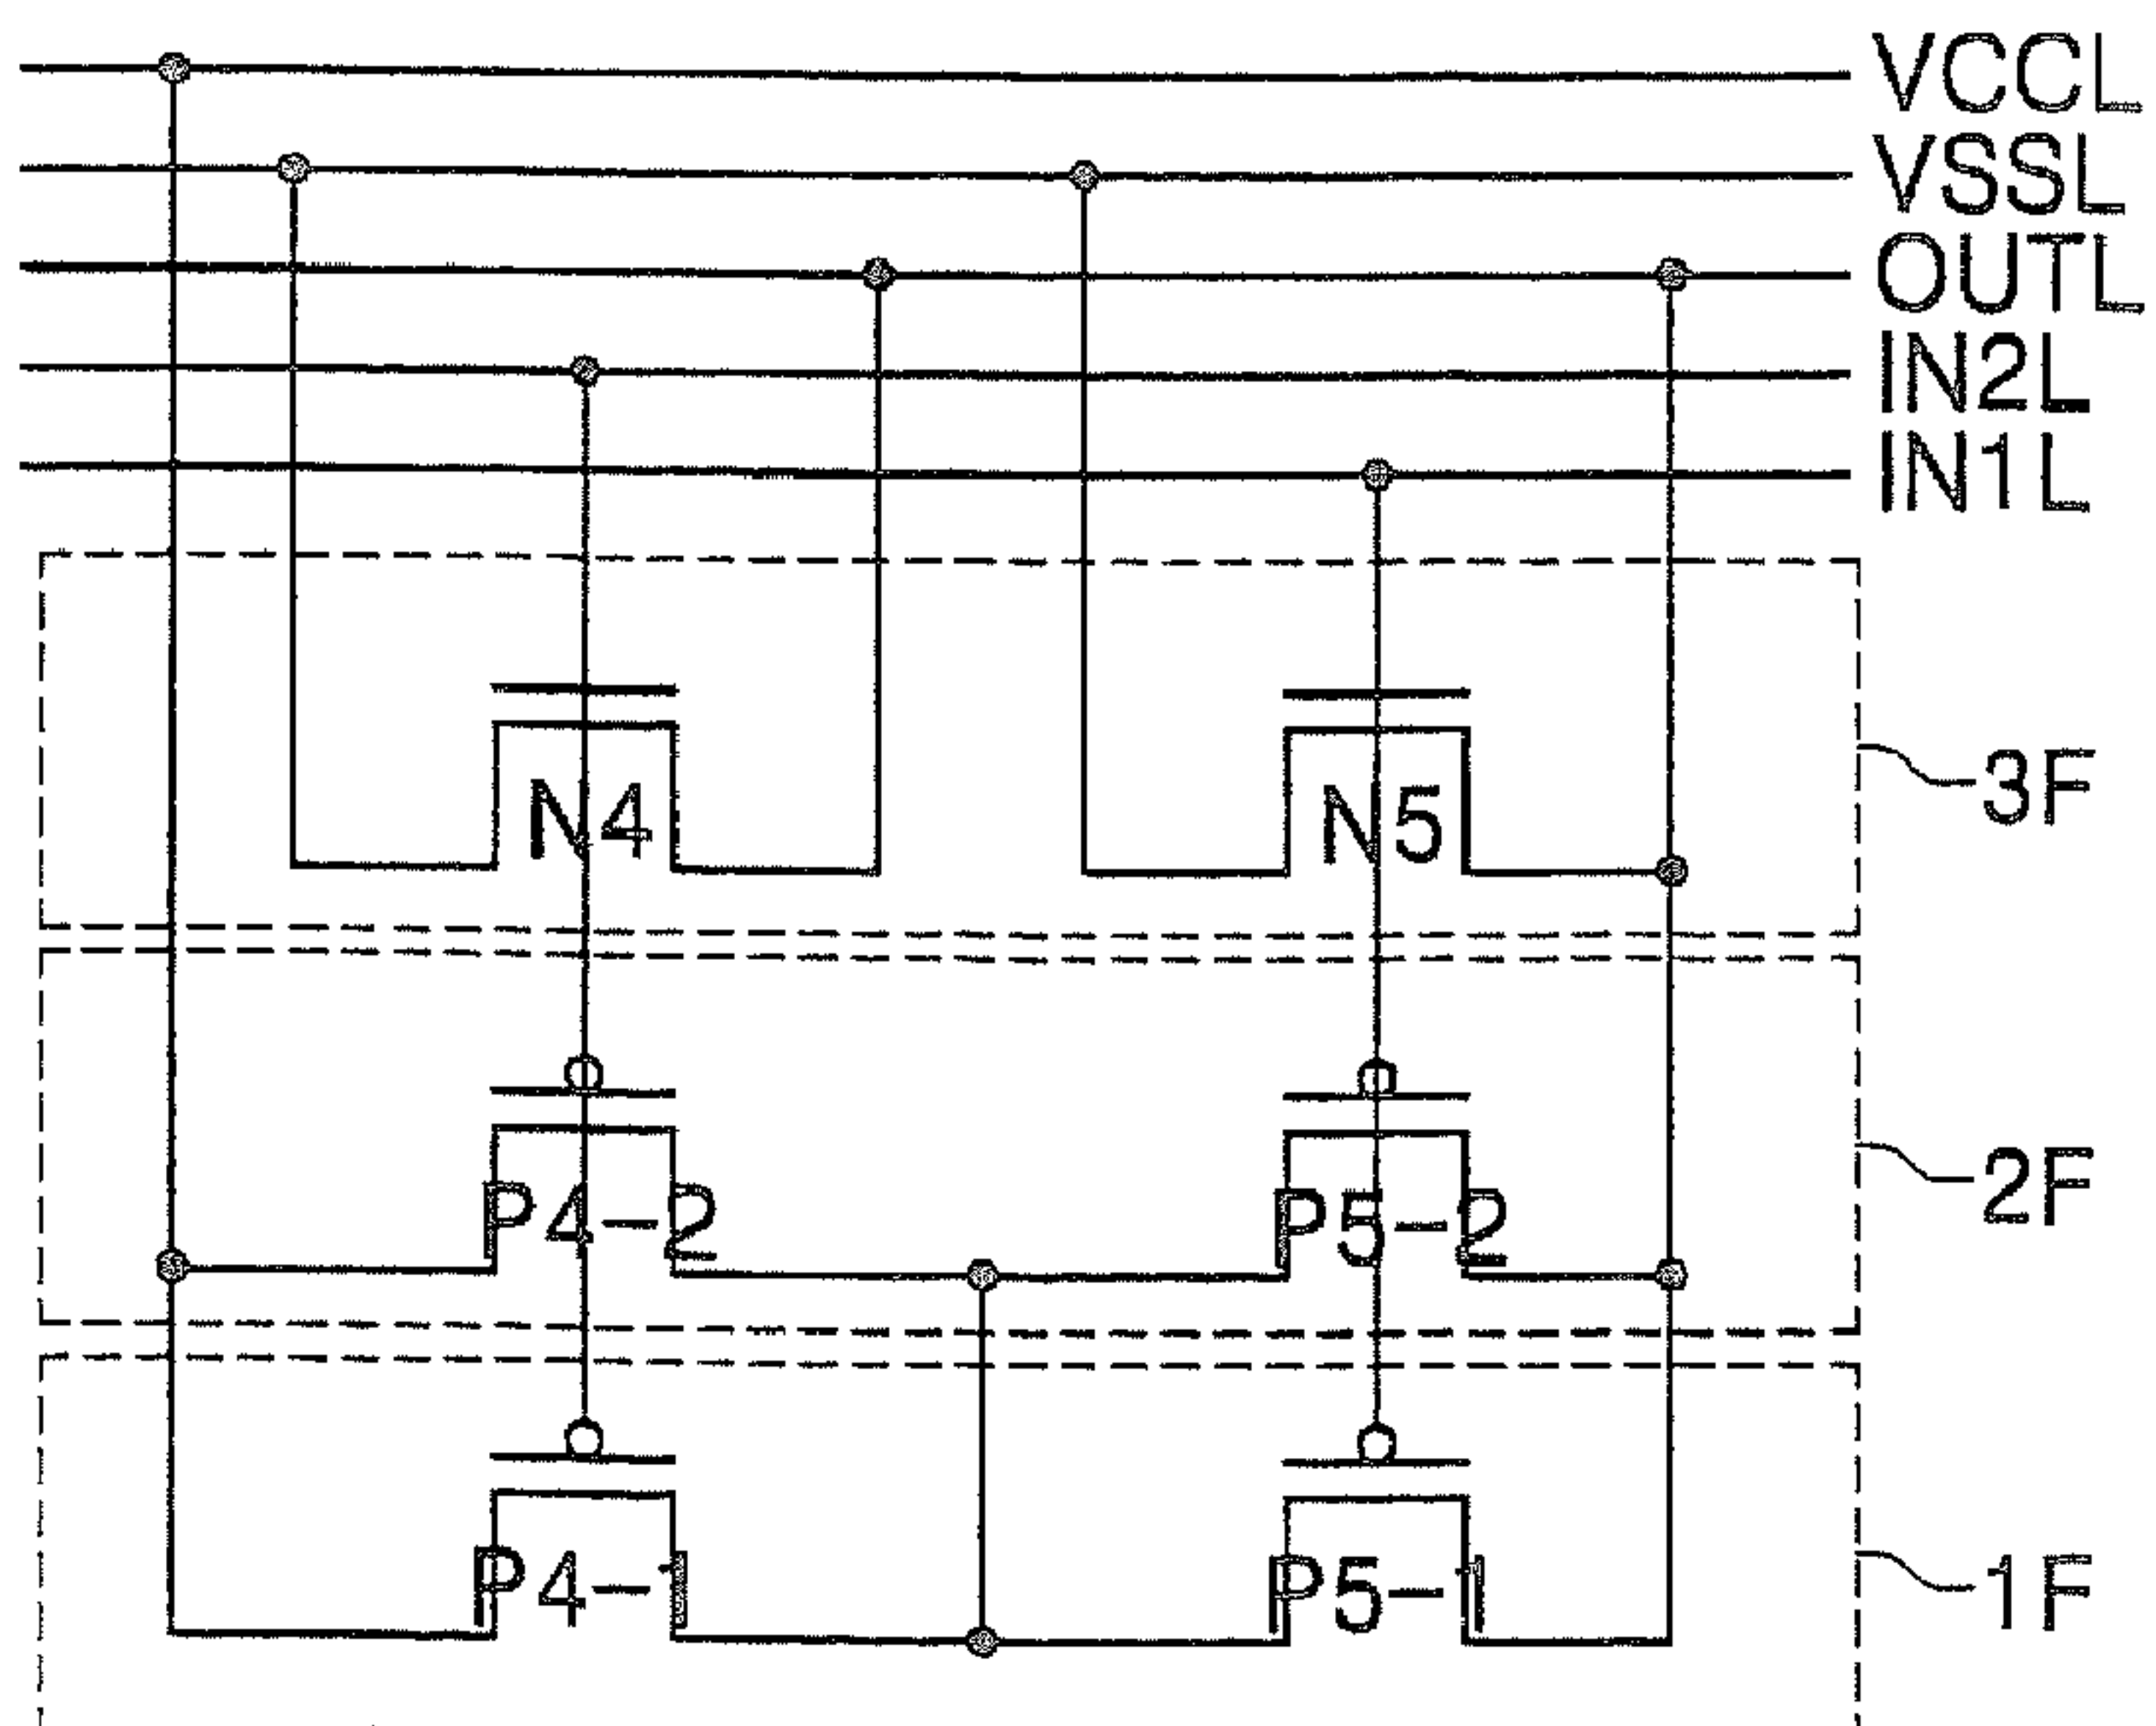 VCCL
VSSL
OUTL
IN2L
IN1L
N4 N5
3F
P4-2 P5-2
2F
P4-1 P5-1
1F